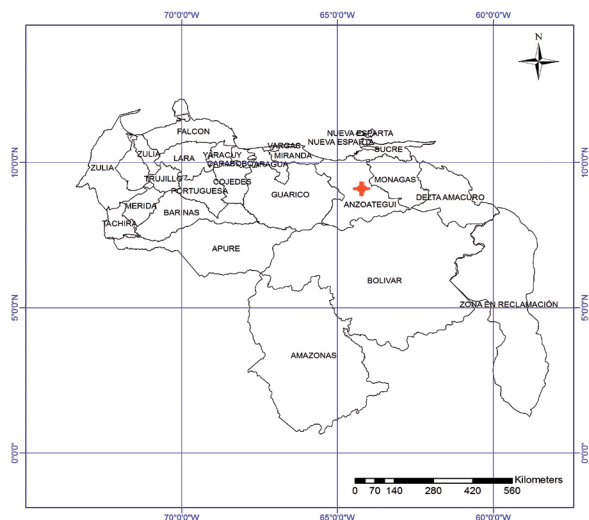 70°0'0"W 65°0'0"W 60°0'0"W
N
NUEVA ESPARTA
FALCON
NUEVA ESPARTA
VARGAS
SUCRE
ZULIA
LARA
YARACUY
CARABOBO
ARAGUA
MIRANDA
10°0'0"N 10°0'0"N
ZULIA
TRUJILLO
COJEDES
MONAGAS
PORTUGUESA
GUARICO
DELTA AMACURO
MERIDA
BARINAS
ANZOATEGUI
TACHIRA
APURE
BOLIVAR
5°0'0"N 5°0'0"N
ZONA EN RECLAMACIÓN
AMAZONAS
0°0'0" 0°0'0"
Kilometers
0 70 140 280 420 560
70°0'0"W 65°0'0"W 60°0'0"W